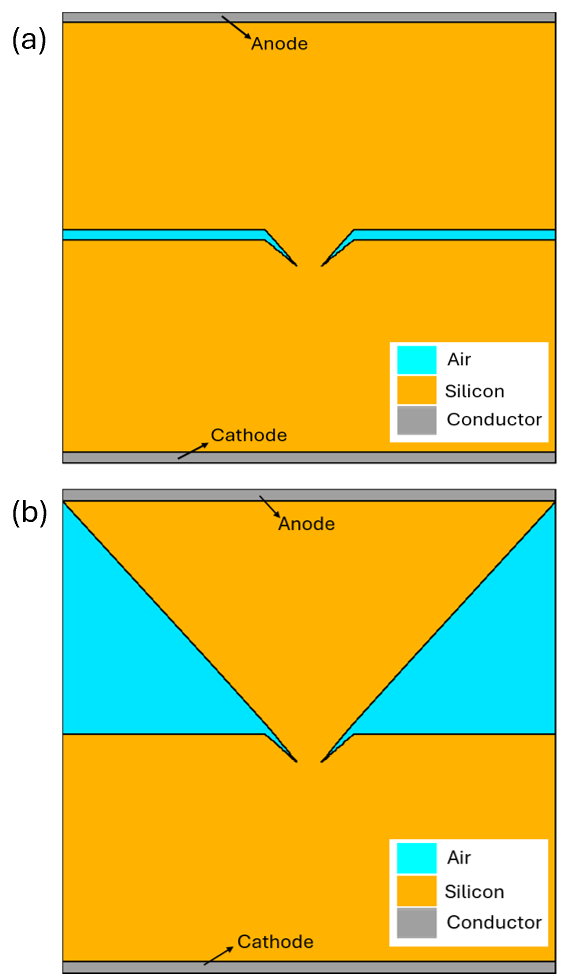 (a)
Anode
Air
Silicon
Conductor
Cathode
(b)
Anode
Air
Silicon
Conductor
Cathode